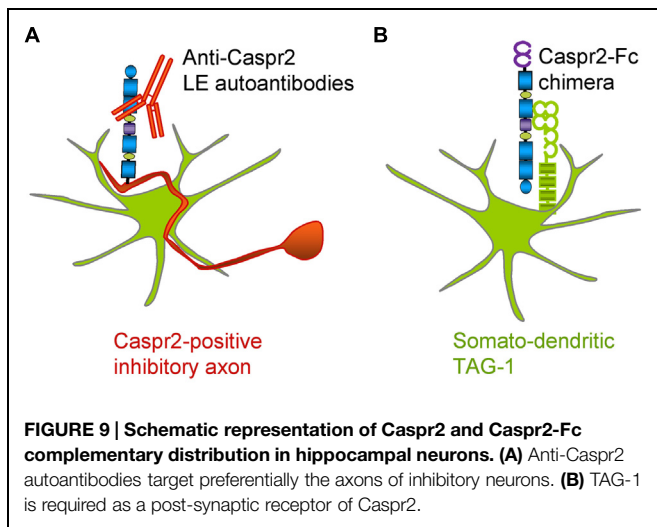 A
Anti-Caspr2
LE autoantibodies
Caspr2-positive
inhibitory axon
B
Caspr2-Fc
chimera
Somato-dendritic
TAG-1
FIGURE 9 | Schematic representation of Caspr2 and Caspr2-Fc
complementary distribution in hippocampal neurons. (A) Anti-Caspr2
autoantibodies target preferentially the axons of inhibitory neurons. (B) TAG-1
is required as a post-synaptic receptor of Caspr2.